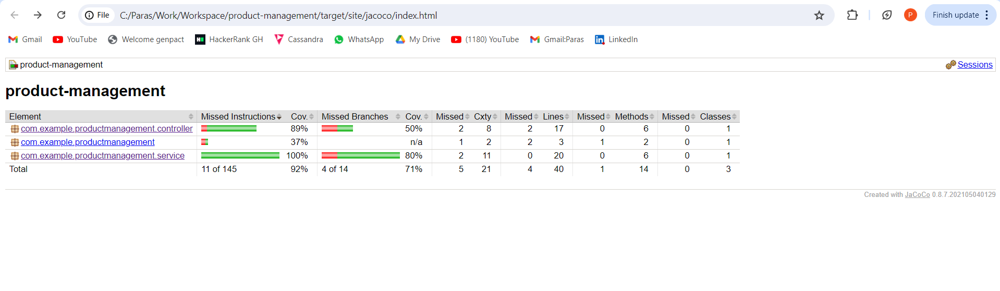 File C:/Paras/Work/Workspace/product-management/target/site/jacoco/index.html P Finish update
Gmail YouTube Welcome genpact HackerRank GH Cassandra WhatsApp My Drive (1180) YouTube Gmail:Paras LinkedIn
product-management Sessions
product-management
Element Missed Instructions Cov. Missed Branches Cov. Missed Cxty Missed Lines Missed Methods Missed Classes
com.example.productmanagement.controller 89% 50% 2 8 2 17 0 6 0 1
com.example.productmanagement 37% n/a 1 2 2 3 1 2 0 1
com.example.productmanagement.service 100% 80% 2 11 0 20 0 6 0 1
Total 11 of 145 92% 4 of 14 71% 5 21 4 40 1 14 0 3
Created with JaCoCo 0.8.7.202105040129